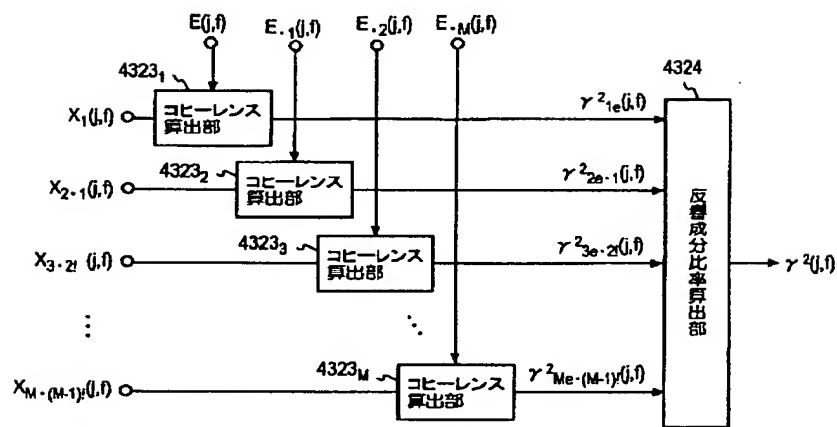 E(j,f)
E・1(j,f)
E・2(j,f)
E・M(j,f)
4323₁
4324
X₁(j,f)
コヒーレンス
算出部
γ²1e(j,f)
4323₂
X2・1(j,f)
コヒーレンス
算出部
γ²2e・1(j,f)
4323₃
X3・2!(j,f)
コヒーレンス
算出部
γ²3e・2!(j,f)
反響成分比率算出部
γ²(j,f)
⋮
⋱
⋮
4323M
XM・(M-1)!(j,f)
コヒーレンス
算出部
γ²Me・(M-1)!(j,f)